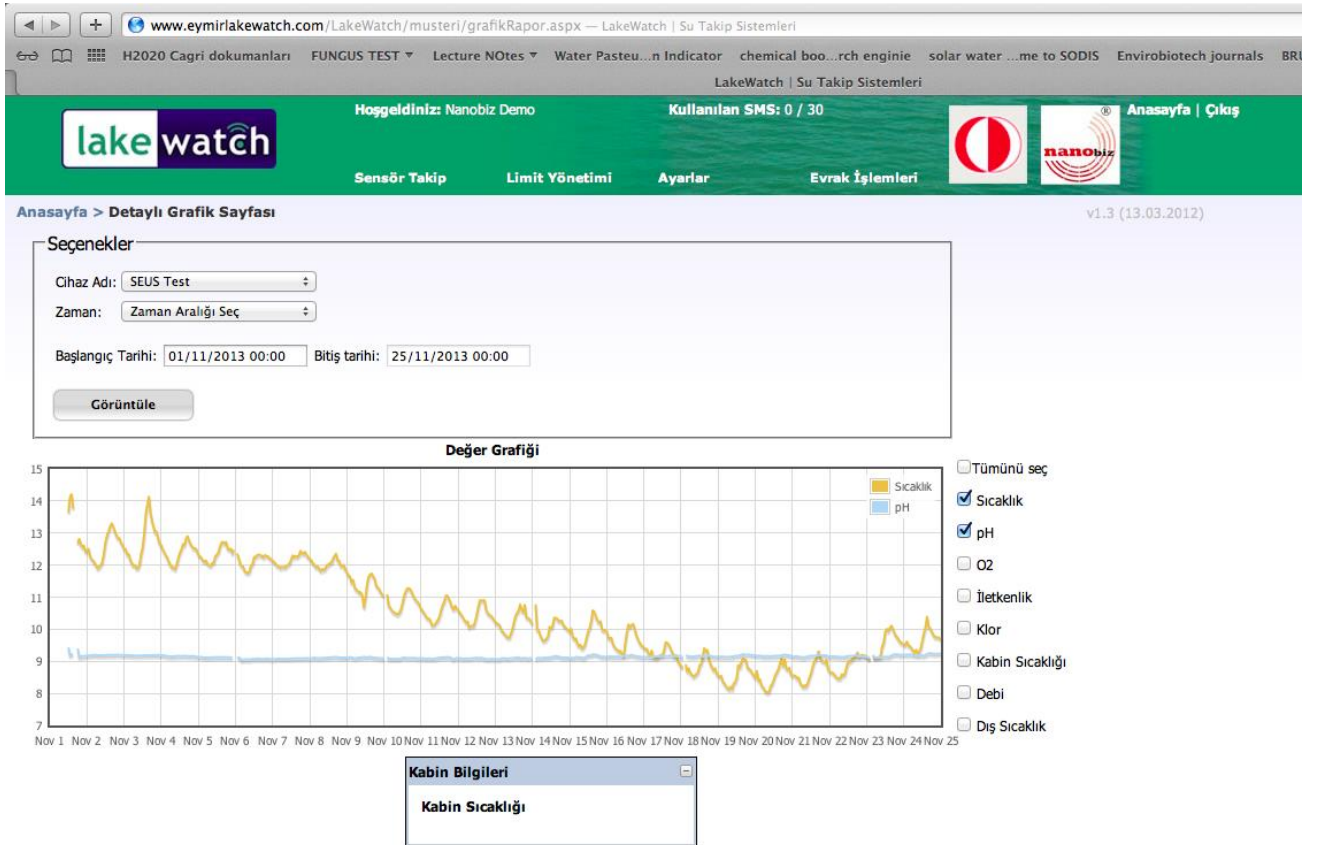 www.eymirlakewatch.com/LakeWatch/musteri/grafikRapor.aspx — LakeWatch | Su Takip Sistemleri
H2020 Cagri dokumanları FUNGUS TEST Lecture NOtes Water Pasteu...n Indicator chemical boo...rch enginie solar water ...me to SODIS Envirobiotech journals BRU
LakeWatch | Su Takip Sistemleri
Hoşgeldiniz: Nanobiz Demo Kullanılan SMS: 0 / 30 Anasayfa | Çıkış
lake watch
nanobiz ®
Sensör Takip Limit Yönetimi Ayarlar Evrak İşlemleri
Anasayfa > Detaylı Grafik Sayfası v1.3 (13.03.2012)
Seçenekler
Cihaz Adı: SEUS Test
Zaman: Zaman Aralığı Seç
Başlangıç Tarihi: 01/11/2013 00:00 Bitiş tarihi: 25/11/2013 00:00
Görüntüle
Değer Grafiği
15
14
13
12
11
10
9
8
7
Sıcaklık
pH
Nov 1 Nov 2 Nov 3 Nov 4 Nov 5 Nov 6 Nov 7 Nov 8 Nov 9 Nov 10 Nov 11 Nov 12 Nov 13 Nov 14 Nov 15 Nov 16 Nov 17 Nov 18 Nov 19 Nov 20 Nov 21 Nov 22 Nov 23 Nov 24 Nov 25
Tümünü seç
Sıcaklık
pH
O2
İletkenlik
Klor
Kabin Sıcaklığı
Debi
Dış Sıcaklık
Kabin Bilgileri
Kabin Sıcaklığı